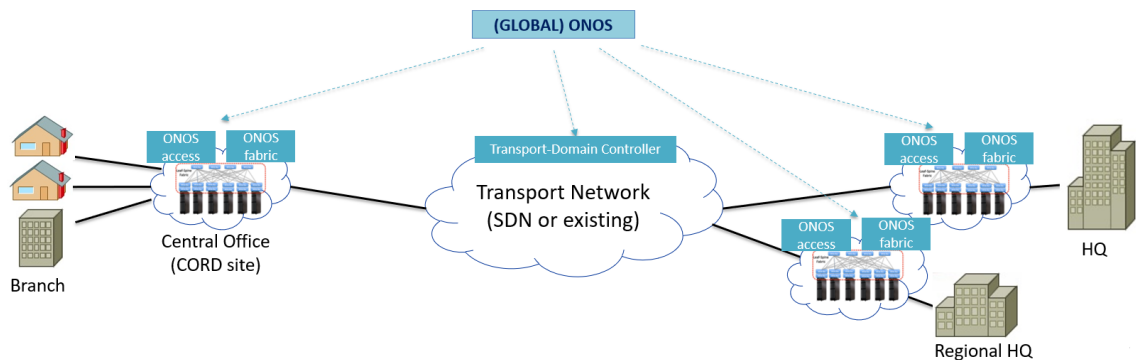 (GLOBAL) ONOS
ONOS
access
ONOS
fabric
Transport-Domain Controller
ONOS
access
ONOS
fabric
Transport Network
(SDN or existing)
ONOS
access
ONOS
fabric
Central Office
(CORD site)
HQ
Branch
Regional HQ